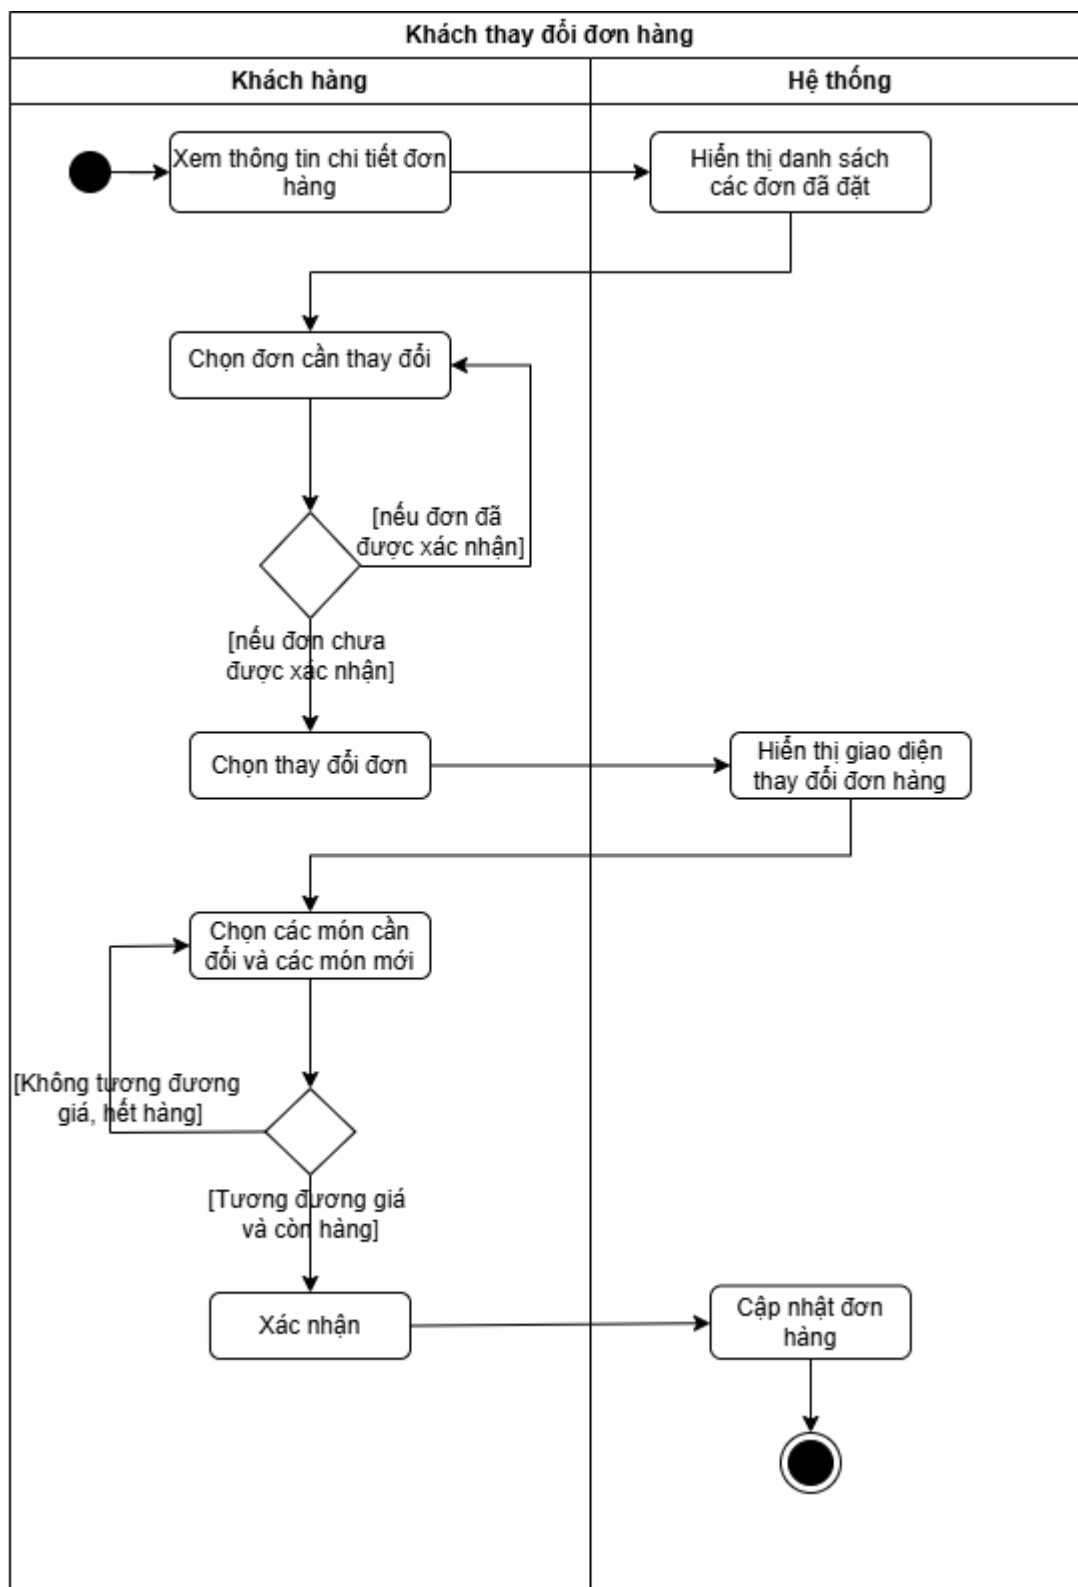 Khách thay đổi đơn hàng
Khách hàng
Hệ thống
Xem thông tin chi tiết đơn
hàng
Hiển thị danh sách
các đơn đã đặt
Chọn đơn cần thay đổi
[nếu đơn đã
được xác nhận]
[nếu đơn chưa
được xác nhận]
Chọn thay đổi đơn
Hiển thị giao diện
thay đổi đơn hàng
Chọn các món cần
đổi và các món mới
[Không tương đương
giá, hết hàng]
[Tương đương giá
và còn hàng]
Xác nhận
Cập nhật đơn
hàng